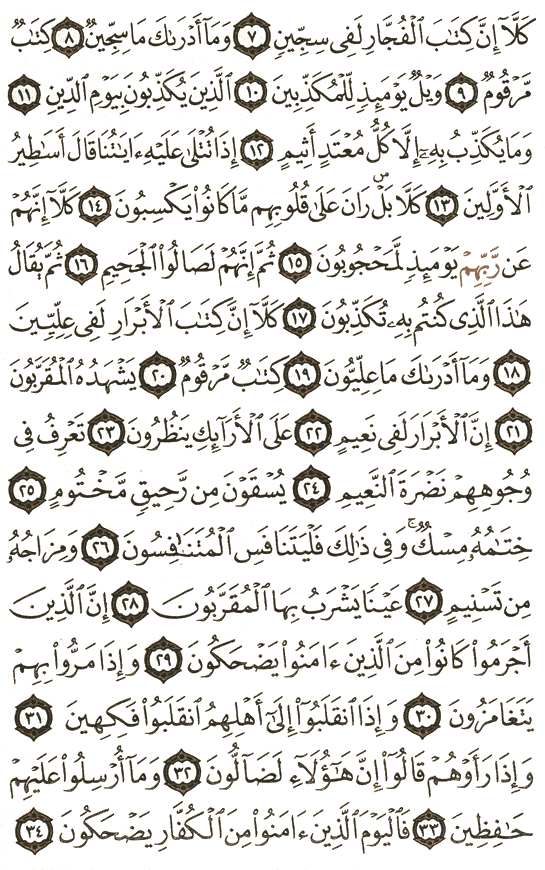 كَلَّآ إِنَّ كِتَٰبَ ٱلْفُجَّارِ لَفِى سِجِّينٍ ٧ وَمَآ أَدْرَىٰكَ مَا سِجِّينٌ ٨ كِتَٰبٌ
مَّرْقُومٌ ٩ وَيْلٌ يَوْمَئِذٍ لِّلْمُكَذِّبِينَ ١٠ ٱلَّذِينَ يُكَذِّبُونَ بِيَوْمِ ٱلدِّينِ ١١
وَمَا يُكَذِّبُ بِهِۦٓ إِلَّا كُلُّ مُعْتَدٍ أَثِيمٍ ١٢ إِذَا تُتْلَىٰ عَلَيْهِ ءَايَٰتُنَا قَالَ أَسَٰطِيرُ
ٱلْأَوَّلِينَ ١٣ كَلَّا ۖ بَلْ ۜ رَانَ عَلَىٰ قُلُوبِهِم مَّا كَانُوا۟ يَكْسِبُونَ ١٤ كَلَّآ إِنَّهُمْ
عَن رَّبِّهِمْ يَوْمَئِذٍ لَّمَحْجُوبُونَ ١٥ ثُمَّ إِنَّهُمْ لَصَالُوا۟ ٱلْجَحِيمِ ١٦ ثُمَّ يُقَالُ
هَٰذَا ٱلَّذِى كُنتُم بِهِۦ تُكَذِّبُونَ ١٧ كَلَّآ إِنَّ كِتَٰبَ ٱلْأَبْرَارِ لَفِى عِلِّيِّينَ
١٨ وَمَآ أَدْرَىٰكَ مَا عِلِّيُّونَ ١٩ كِتَٰبٌ مَّرْقُومٌ ٢٠ يَشْهَدُهُ ٱلْمُقَرَّبُونَ
٢١ إِنَّ ٱلْأَبْرَارَ لَفِى نَعِيمٍ ٢٢ عَلَى ٱلْأَرَآئِكِ يَنظُرُونَ ٢٣ تَعْرِفُ فِى
وُجُوهِهِمْ نَضْرَةَ ٱلنَّعِيمِ ٢٤ يُسْقَوْنَ مِن رَّحِيقٍ مَّخْتُومٍ ٢٥
خِتَٰمُهُۥ مِسْكٌ ۚ وَفِى ذَٰلِكَ فَلْيَتَنَافَسِ ٱلْمُتَنَٰفِسُونَ ٢٦ وَمِزَاجُهُۥ
مِن تَسْنِيمٍ ٢٧ عَيْنًا يَشْرَبُ بِهَا ٱلْمُقَرَّبُونَ ٢٨ إِنَّ ٱلَّذِينَ
أَجْرَمُوا۟ كَانُوا۟ مِنَ ٱلَّذِينَ ءَامَنُوا۟ يَضْحَكُونَ ٢٩ وَإِذَا مَرُّوا۟ بِهِمْ
يَتَغَامَزُونَ ٣٠ وَإِذَا ٱنقَلَبُوٓا۟ إِلَىٰٓ أَهْلِهِمُ ٱنقَلَبُوا۟ فَكِهِينَ ٣١
وَإِذَا رَأَوْهُمْ قَالُوٓا۟ إِنَّ هَٰٓؤُلَآءِ لَضَآلُّونَ ٣٢ وَمَآ أُرْسِلُوا۟ عَلَيْهِمْ
حَٰفِظِينَ ٣٣ فَٱلْيَوْمَ ٱلَّذِينَ ءَامَنُوا۟ مِنَ ٱلْكُفَّارِ يَضْحَكُونَ ٣٤